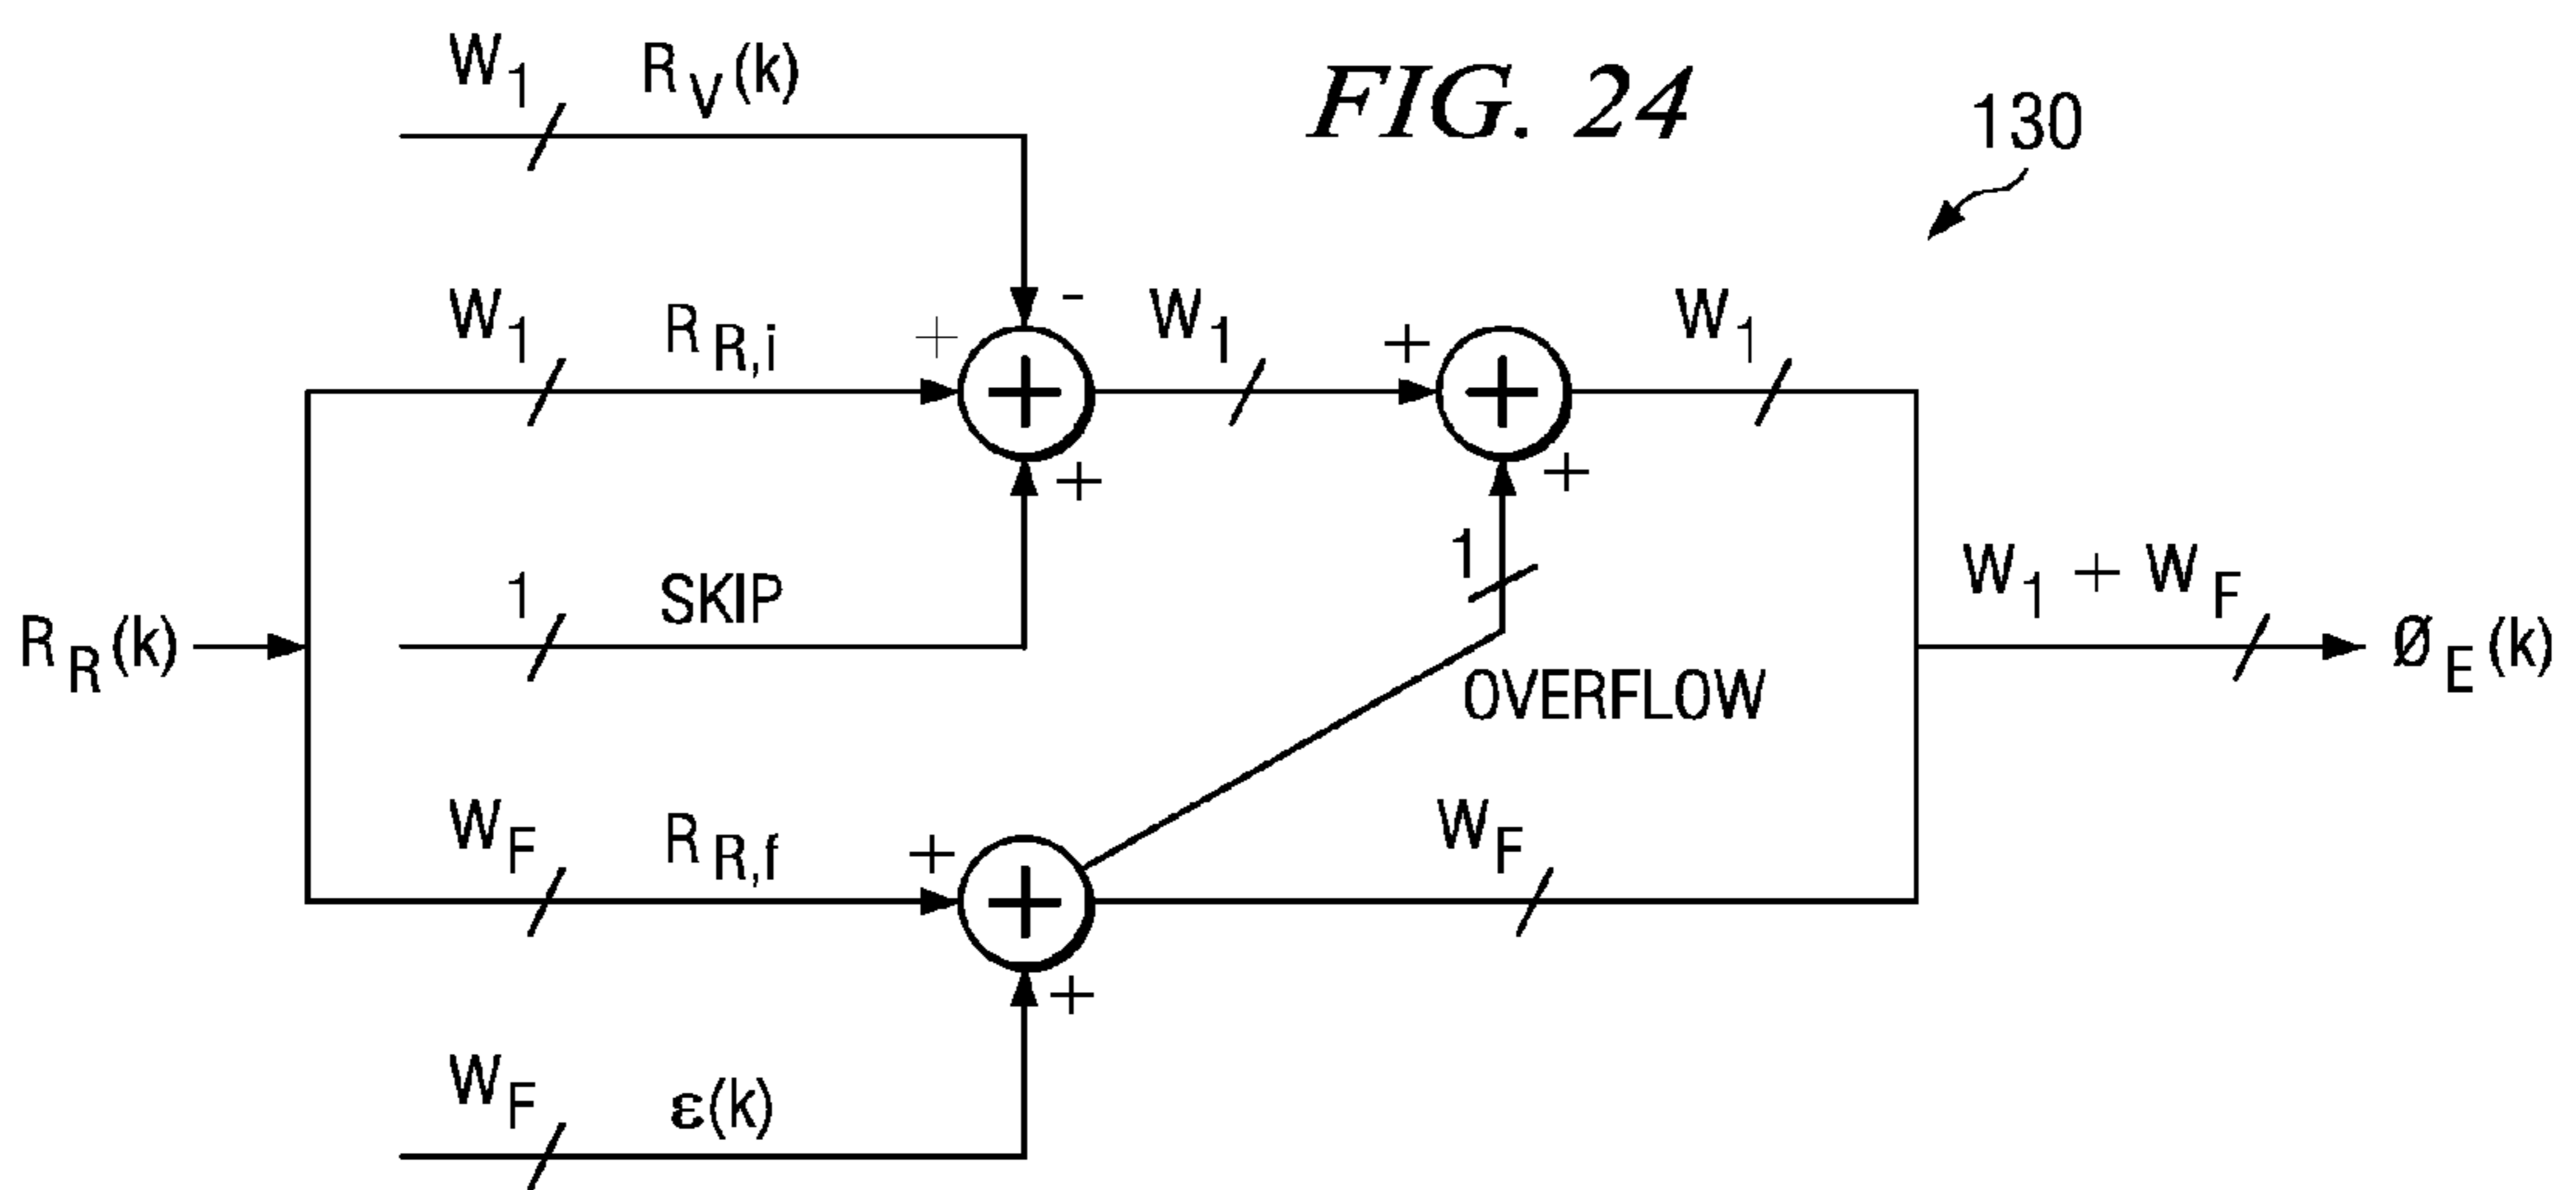 W1 RV(k)
FIG. 24
130
W1 RR,i
+
-
+
W1
+
+
W1
1 SKIP
1
OVERFLOW
RR(k)
W1 + WF
ØE(k)
WF RR,f
+
+
WF
WF ε(k)